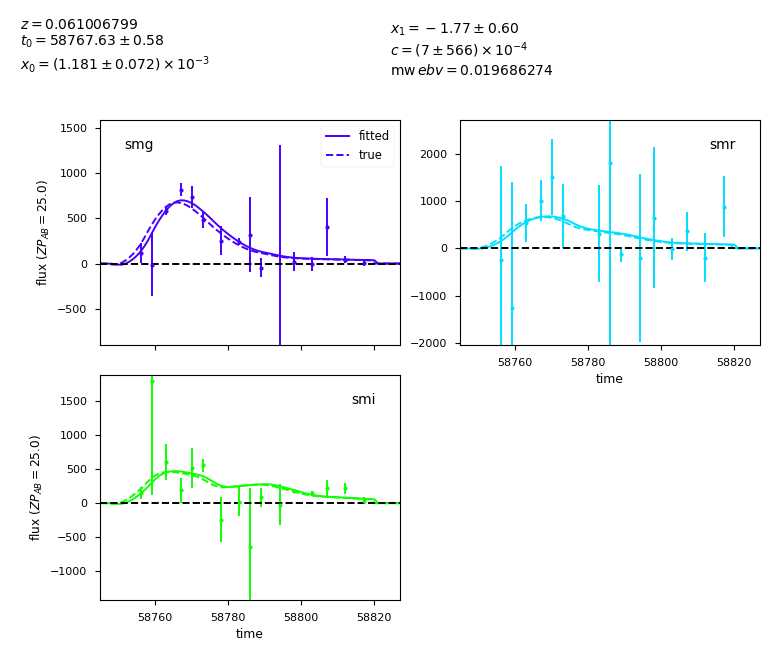 z = 0.061006799
t₀ = 58767.63 ± 0.58
x₀ = (1.181 ± 0.072) × 10⁻³
x₁ = −1.77 ± 0.60
c = (7 ± 566) × 10⁻⁴
mw ebv = 0.019686274
smg
fitted
true
1500
1000
500
0
−500
flux (ZP_AB = 25.0)
smr
2000
1000
0
−1000
−2000
58760 58780 58800 58820
time
smi
1500
1000
500
0
−500
−1000
flux (ZP_AB = 25.0)
58760 58780 58800 58820
time